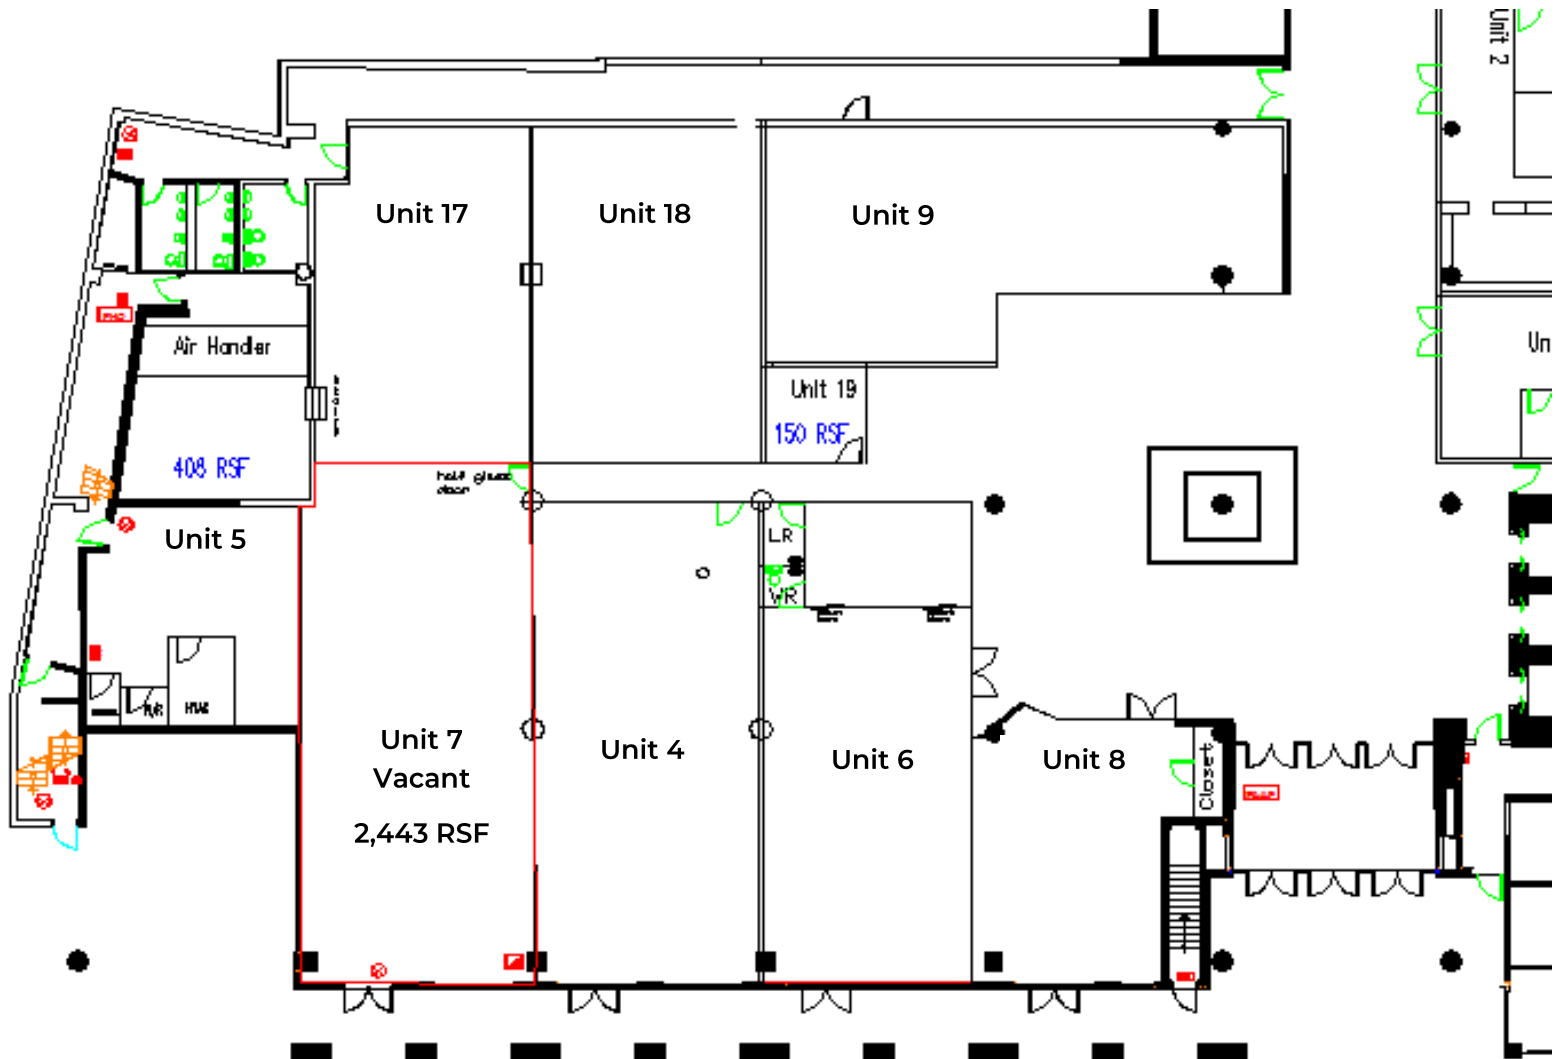 Unit 2
Unit 17
Unit 18
Unit 9
Air Handler
Un
Unit 19
150 RSF
408 RSF
half glass
door
Unit 5
LR
WR
Unit 7
Vacant
2,443 RSF
Unit 4
Unit 6
Unit 8
Closet